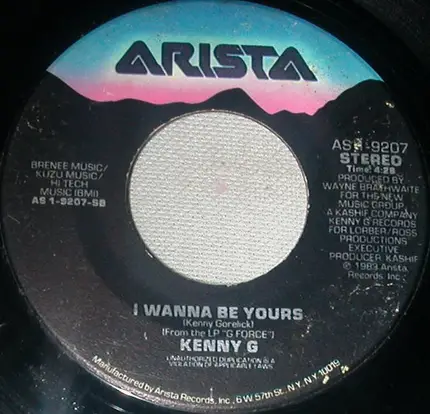 ARISTA
BRENEE MUSIC/
KUZU MUSIC/
HI TECH
MUSIC (BMI)
AS 1-9207-SB
AS1-9207
STEREO
Time: 4:28
PRODUCED BY
WAYNE BRATHWAITE
FOR THE NEW
MUSIC GROUP,
A KASHIF COMPANY
KENNY G RECORDS
FOR LORBER/ROSS
PRODUCTIONS
EXECUTIVE
PRODUCER KASHIF
℗ 1983 Arista
Records, Inc.
I WANNA BE YOURS
(Kenny Gorelick)
(From the LP "G FORCE")
KENNY G
UNAUTHORIZED DUPLICATION IS A
VIOLATION OF APPLICABLE LAWS.
Manufactured by Arista Records, Inc., 6 W 57th St., N.Y., N.Y. 10019